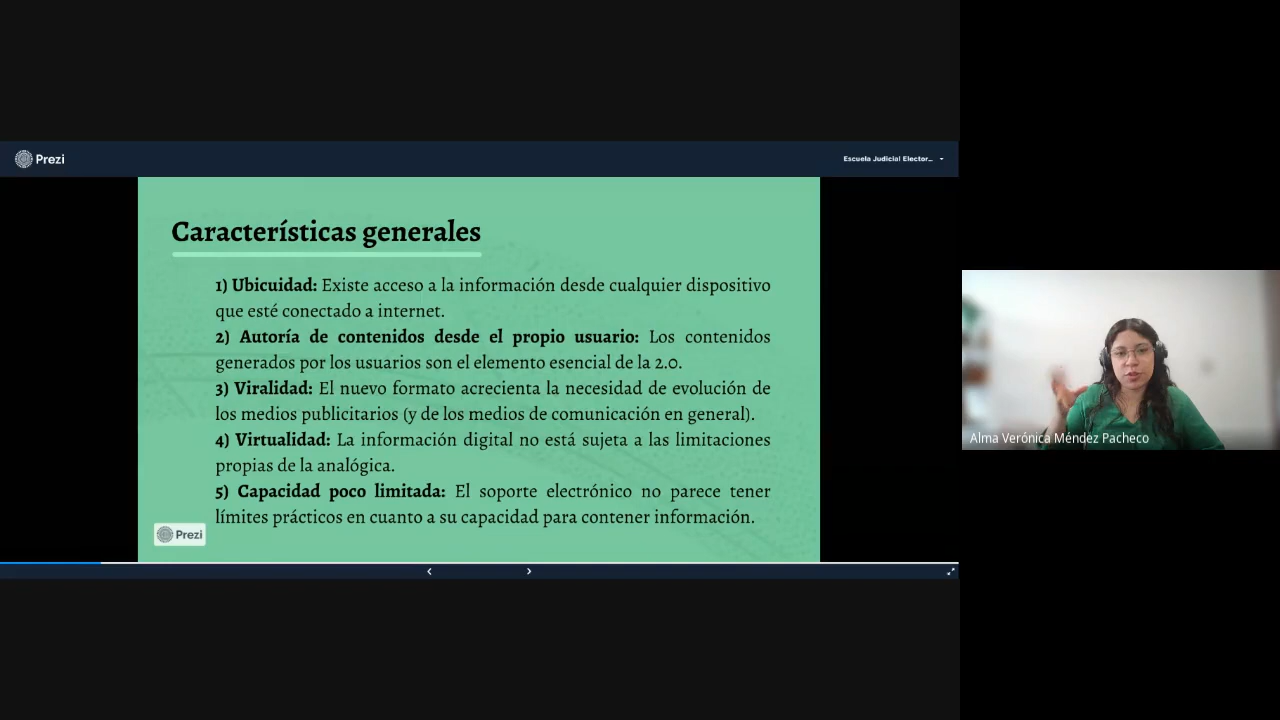 Prezi
Escuela Judicial Elector...
Características generales
1) Ubicuidad: Existe acceso a la información desde cualquier dispositivo
que esté conectado a internet.
2) Autoría de contenidos desde el propio usuario: Los contenidos
generados por los usuarios son el elemento esencial de la 2.0.
3) Viralidad: El nuevo formato acrecienta la necesidad de evolución de
los medios publicitarios (y de los medios de comunicación en general).
4) Virtualidad: La información digital no está sujeta a las limitaciones
propias de la analógica.
5) Capacidad poco limitada: El soporte electrónico no parece tener
límites prácticos en cuanto a su capacidad para contener información.
Prezi
Alma Verónica Méndez Pacheco